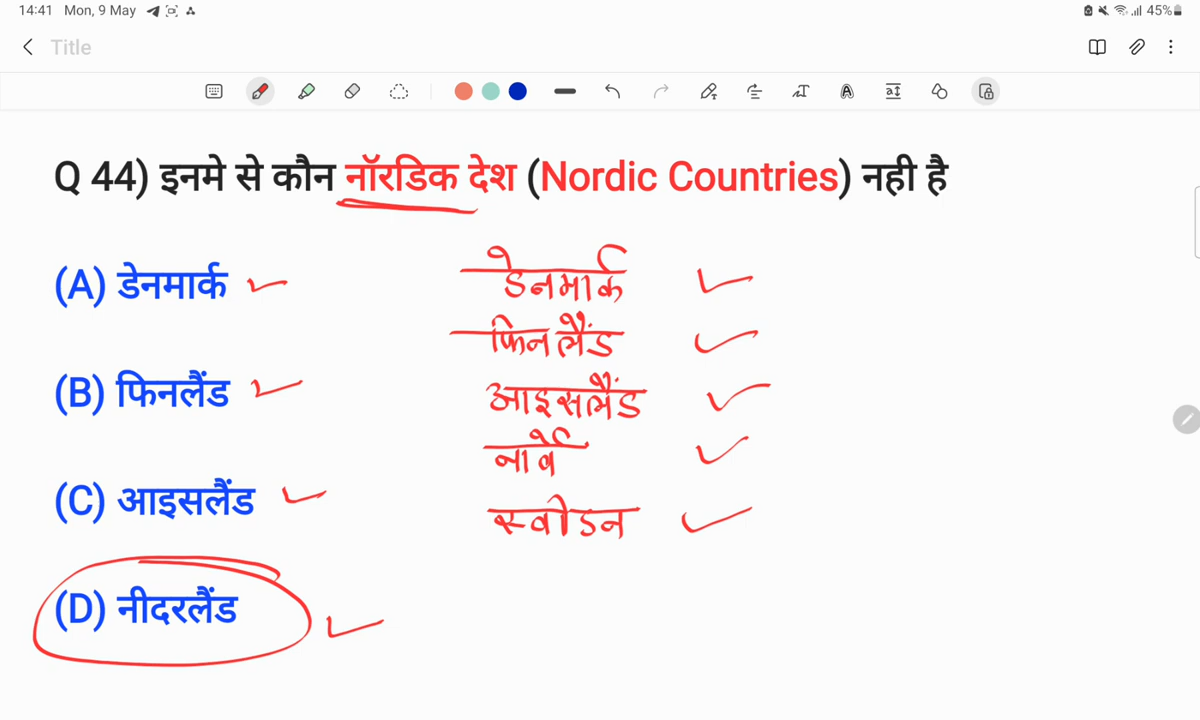 14:41 Mon, 9 May 45%
Title
Q 44) इनमे से कौन नॉरडिक देश (Nordic Countries) नही है
(A) डेनमार्क
(B) फिनलैंड
(C) आइसलैंड
(D) नीदरलैंड
डेनमार्क
फिनलैंड
आइसलैंड
नार्वे
स्वीडन